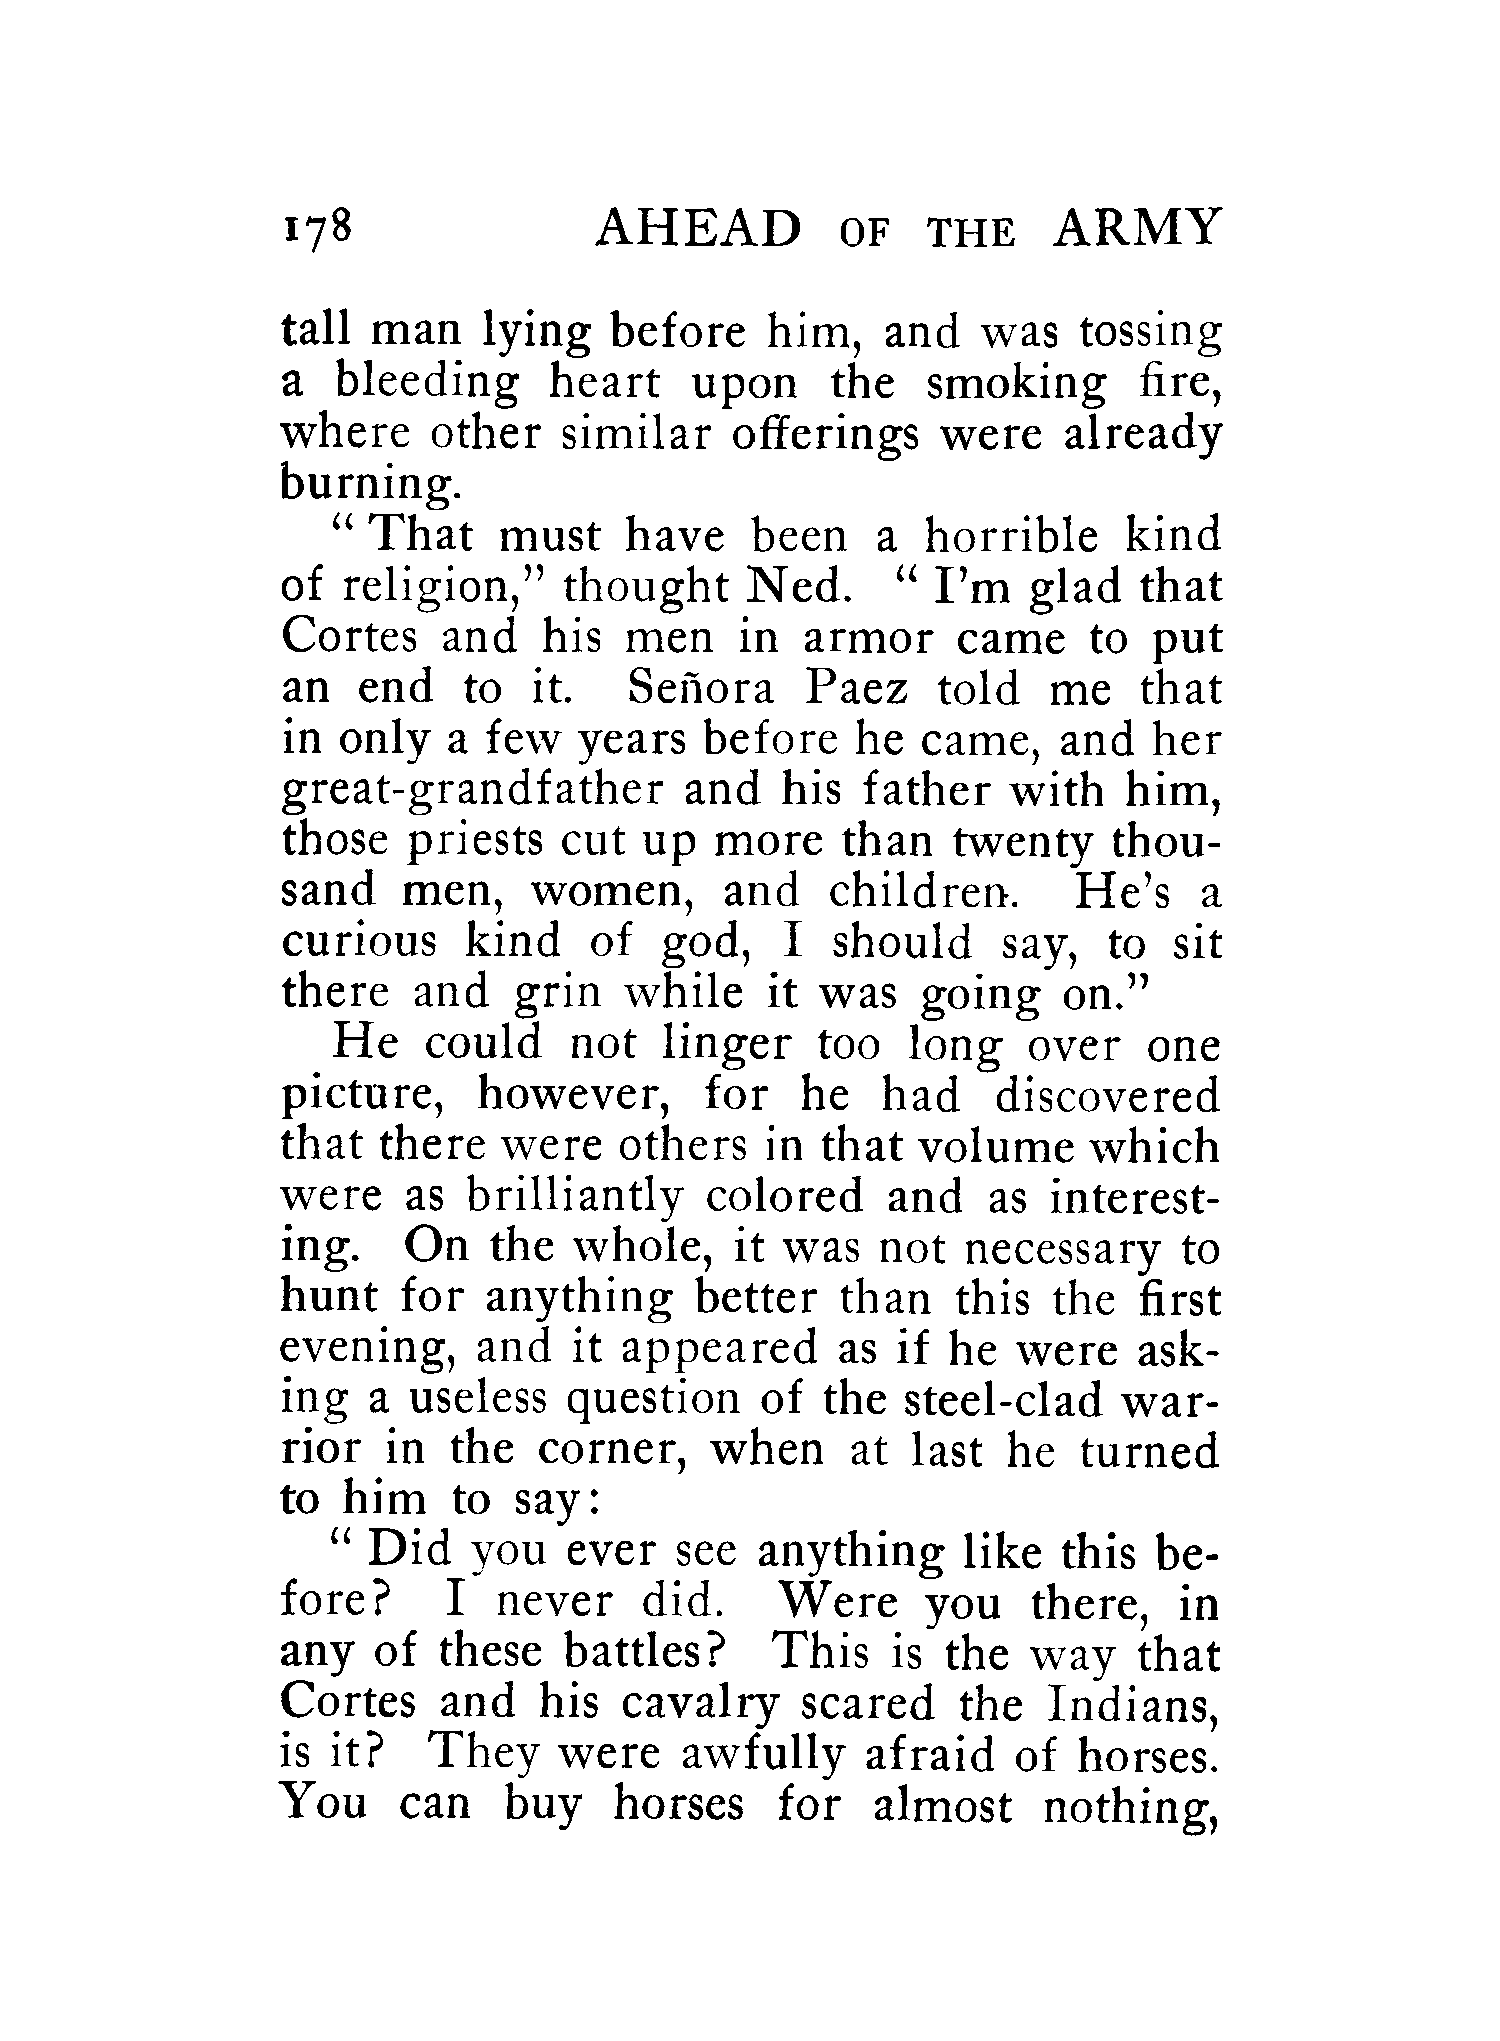 178 AHEAD OF THE ARMY
tall man lying before him, and was tossing
a bleeding heart upon the smoking fire,
where other similar offerings were already
burning.
" That must have been a horrible kind
of religion," thought Ned. " I'm glad that
Cortes and his men in armor came to put
an end to it. Señora Paez told me that
in only a few years before he came, and her
great-grandfather and his father with him,
those priests cut up more than twenty thou-
sand men, women, and children. He's a
curious kind of god, I should say, to sit
there and grin while it was going on."
He could not linger too long over one
picture, however, for he had discovered
that there were others in that volume which
were as brilliantly colored and as interest-
ing. On the whole, it was not necessary to
hunt for anything better than this the first
evening, and it appeared as if he were ask-
ing a useless question of the steel-clad war-
rior in the corner, when at last he turned
to him to say:
" Did you ever see anything like this be-
fore? I never did. Were you there, in
any of these battles? This is the way that
Cortes and his cavalry scared the Indians,
is it? They were awfully afraid of horses.
You can buy horses for almost nothing,